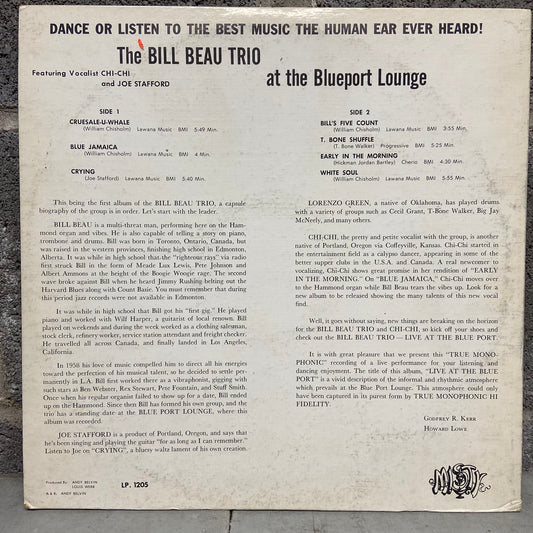 DANCE OR LISTEN TO THE BEST MUSIC THE HUMAN EAR EVER HEARD!
The BILL BEAU TRIO
Featuring Vocalist CHI-CHI
and JOE STAFFORD
at the Blueport Lounge
SIDE 1
CRUESALE-U-WHALE
(William Chisholm) Lawana Music BMI 5:49 Min.
BLUE JAMAICA
(William Chisholm) Lawana Music BMI 4 Min.
CRYING
(Joe Stafford) Lawana Music BMI 5:40 Min.
SIDE 2
BILL'S FIVE COUNT
(William Chisholm) Lawana Music BMI 3:55 Min.
T. BONE SHUFFLE
(T. Bone Walker) Progressive BMI 5:25 Min.
EARLY IN THE MORNING
(Hickman Jordan Bartley) Cherio BMI 4:30 Min.
WHITE SOUL
(William Chisholm) Lawana Music BMI 5:55 Min.
This being the first album of the BILL BEAU TRIO, a capsule
biography of the group is in order. Let's start with the leader.
BILL BEAU is a multi-threat man, performing here on the Ham-
mond organ and vibes. He is also capable of telling a story on piano,
trombone and drums. Bill was born in Toronto, Ontario, Canada, but
was raised in the western provinces, finishing high school in Edmonton,
Alberta. It was while in high school that the "righteous rays" via radio
first struck Bill in the form of Meade Lux Lewis, Pete Johnson and
Albert Ammons at the height of the Boogie Woogie rage. The second
wave broke against Bill when he heard Jimmy Rushing belting out the
Harvard Blues along with Count Basie. You must remember that during
this period jazz records were not available in Edmonton.
It was while in high school that Bill got his "first gig." He played
piano and worked with Wilf Harper, a guitarist of local renown. Bill
played on weekends and during the week worked as a clothing salesman,
stock clerk, refinery worker, service station attendant and freight checker.
He travelled all across Canada, and finally landed in Los Angeles,
California.
In 1958 his love of music compelled him to direct all his energies
toward the perfection of his musical talent, so he decided to settle per-
manently in L.A. Bill first worked there as a vibraphonist, gigging with
such stars as Ben Webster, Rex Stewart, Pete Fountain, and Stuff Smith.
Once when his regular organist failed to show up for a date, Bill ended
up on the Hammond. Since then Bill has formed his own group, and the
trio has a standing date at the BLUE PORT LOUNGE, where this
album was recorded.
JOE STAFFORD is a product of Portland, Oregon, and says that
he's been singing and playing the guitar "for as long as I can remember."
Listen to Joe on "CRYING", a bluesy waltz lament of his own creation.
LORENZO GREEN, a native of Oklahoma, has played drums
with a variety of groups such as Cecil Grant, T-Bone Walker, Big Jay
McNeely, and many others.
CHI-CHI, the pretty and petite vocalist with the group, is another
native of Portland, Oregon via Coffeyville, Kansas. Chi-Chi started in
the entertainment field as a calypso dancer, appearing in some of the
better supper clubs in the U.S.A. and Canada. A real newcomer to
vocalizing, Chi-Chi shows great promise in her rendition of "EARLY
IN THE MORNING." On "BLUE JAMAICA," Chi-Chi moves over
to the Hammond organ while Bill Beau tears the vibes up. Look for
a new album to be released showing the many talents of this new vocal
find.
Well, it goes without saying, new things are breaking on the horizon
for the BILL BEAU TRIO and CHI-CHI, so kick off your shoes and
check out the BILL BEAU TRIO — LIVE AT THE BLUE PORT.
It is with great pleasure that we present this "TRUE MONO-
PHONIC" recording of a live performance for your listening and
dancing enjoyment. The title of this album, "LIVE AT THE BLUE
PORT" is a vivid description of the informal and rhythmic atmosphere
which prevails at the Blue Port Lounge. This atmosphere could only
have been captured in its purest form by TRUE MONOPHONIC HI
FIDELITY.
GODFREY R. KERR
HOWARD LOWE
Produced By: ANDY BELVIN
LOUIS WEBB
A & R: ANDY BELVIN
LP. 1205
MISTY